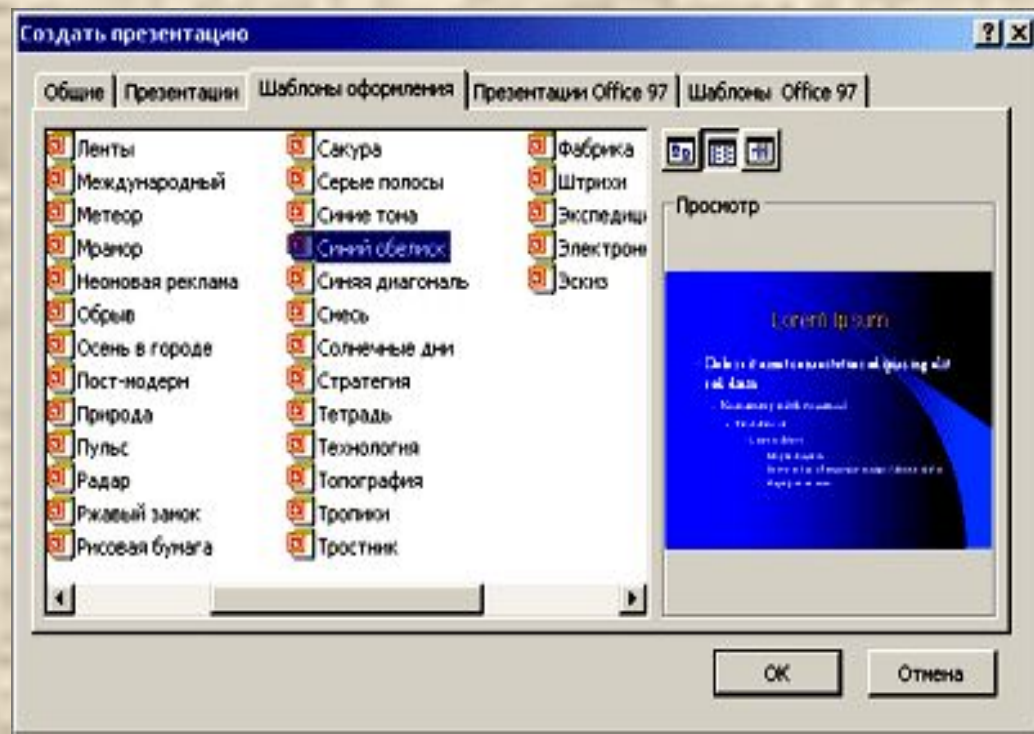 Создать презентацию
Общие
Презентации
Шаблоны оформления
Презентации Office 97
Шаблоны Office 97
Ленты
Международный
Метеор
Мрамор
Неоновая реклама
Обрыв
Осень в городе
Пост-модерн
Природа
Пульс
Радар
Ржавый замок
Рисовая бумага
Сакура
Серые полосы
Синие тона
Синий обелиск
Синяя диагональ
Смесь
Солнечные дни
Стратегия
Тетрадь
Технология
Топография
Тропики
Тростник
Фабрика
Штрихи
Экспедици
Электронн
Эскиз
Просмотр
Lorem Ipsum
OK
Отмена